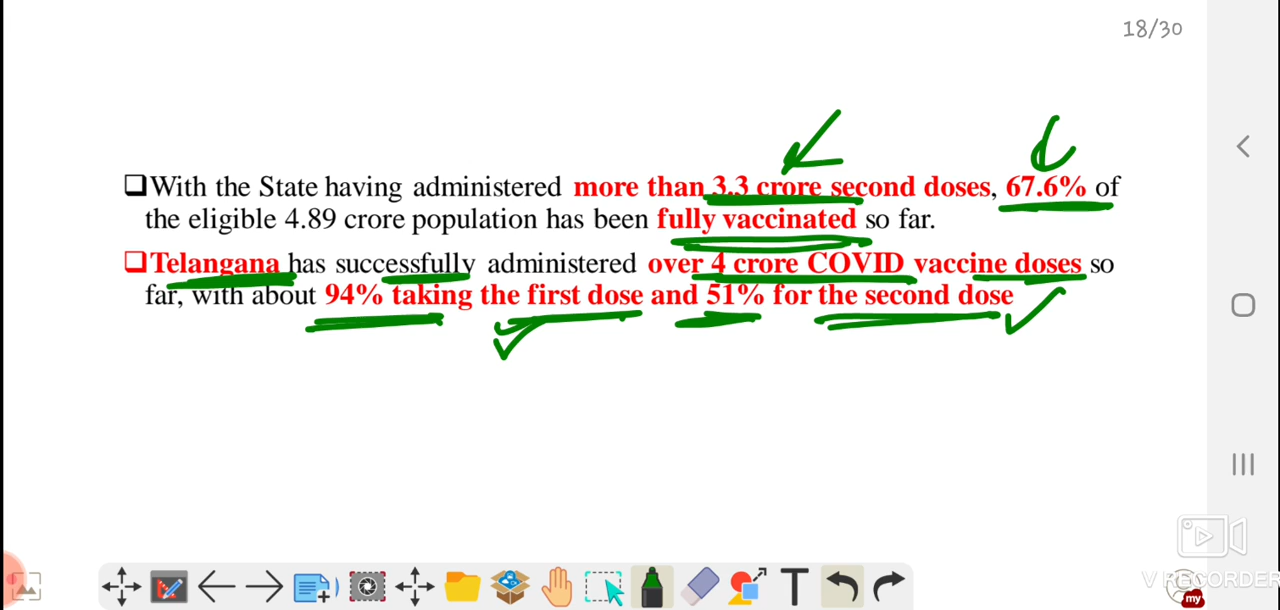 18/30
With the State having administered more than 3.3 crore second doses, 67.6% of
the eligible 4.89 crore population has been fully vaccinated so far.
Telangana has successfully administered over 4 crore COVID vaccine doses so
far, with about 94% taking the first dose and 51% for the second dose
V RECORDER
my